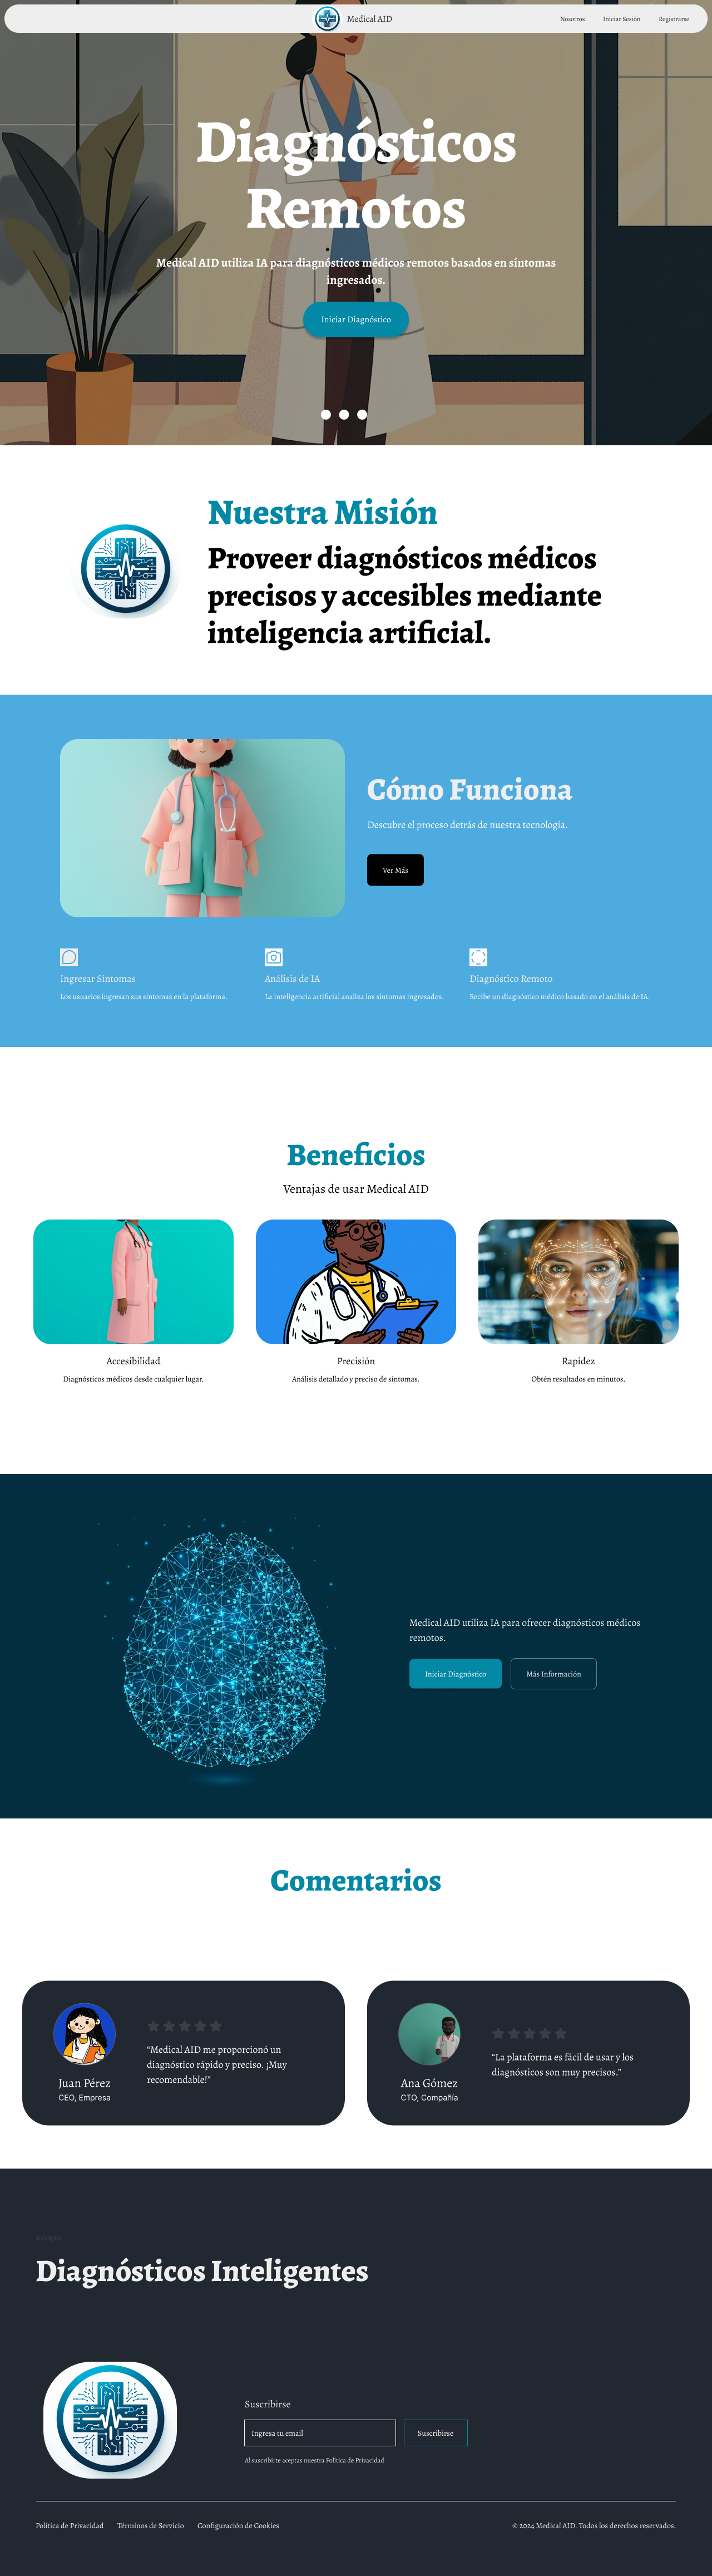 Medical AID
Nosotros
Iniciar Sesión
Registrarse
Diagnósticos
Remotos
Medical AID utiliza IA para diagnósticos médicos remotos basados en síntomas
ingresados.
Iniciar Diagnóstico
Nuestra Misión
Proveer diagnósticos médicos
precisos y accesibles mediante
inteligencia artificial.
Cómo Funciona
Descubre el proceso detrás de nuestra tecnología.
Ver Más
Ingresar Síntomas
Los usuarios ingresan sus síntomas en la plataforma.
Análisis de IA
La inteligencia artificial analiza los síntomas ingresados.
Diagnóstico Remoto
Recibe un diagnóstico médico basado en el análisis de IA.
Beneficios
Ventajas de usar Medical AID
Accesibilidad
Diagnósticos médicos desde cualquier lugar.
Precisión
Análisis detallado y preciso de síntomas.
Rapidez
Obtén resultados en minutos.
Medical AID utiliza IA para ofrecer diagnósticos médicos
remotos.
Iniciar Diagnóstico
Más Información
Comentarios
Juan Pérez
CEO, Empresa
“Medical AID me proporcionó un
diagnóstico rápido y preciso. ¡Muy
recomendable!”
Ana Gómez
CTO, Compañía
“La plataforma es fácil de usar y los
diagnósticos son muy precisos.”
Diagnósticos Inteligentes
Suscribirse
Ingresa tu email
Suscribirse
Al suscribirte aceptas nuestra Política de Privacidad
Política de Privacidad
Términos de Servicio
Configuración de Cookies
© 2024 Medical AID. Todos los derechos reservados.